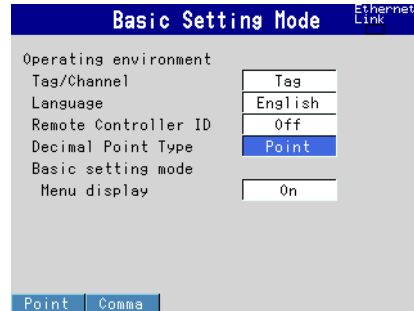 Basic Setting Mode
Ethernet
Link
Operating environment
Tag/Channel Tag
Language English
Remote Controller ID Off
Decimal Point Type Point
Basic setting mode
Menu display On
Point Comma